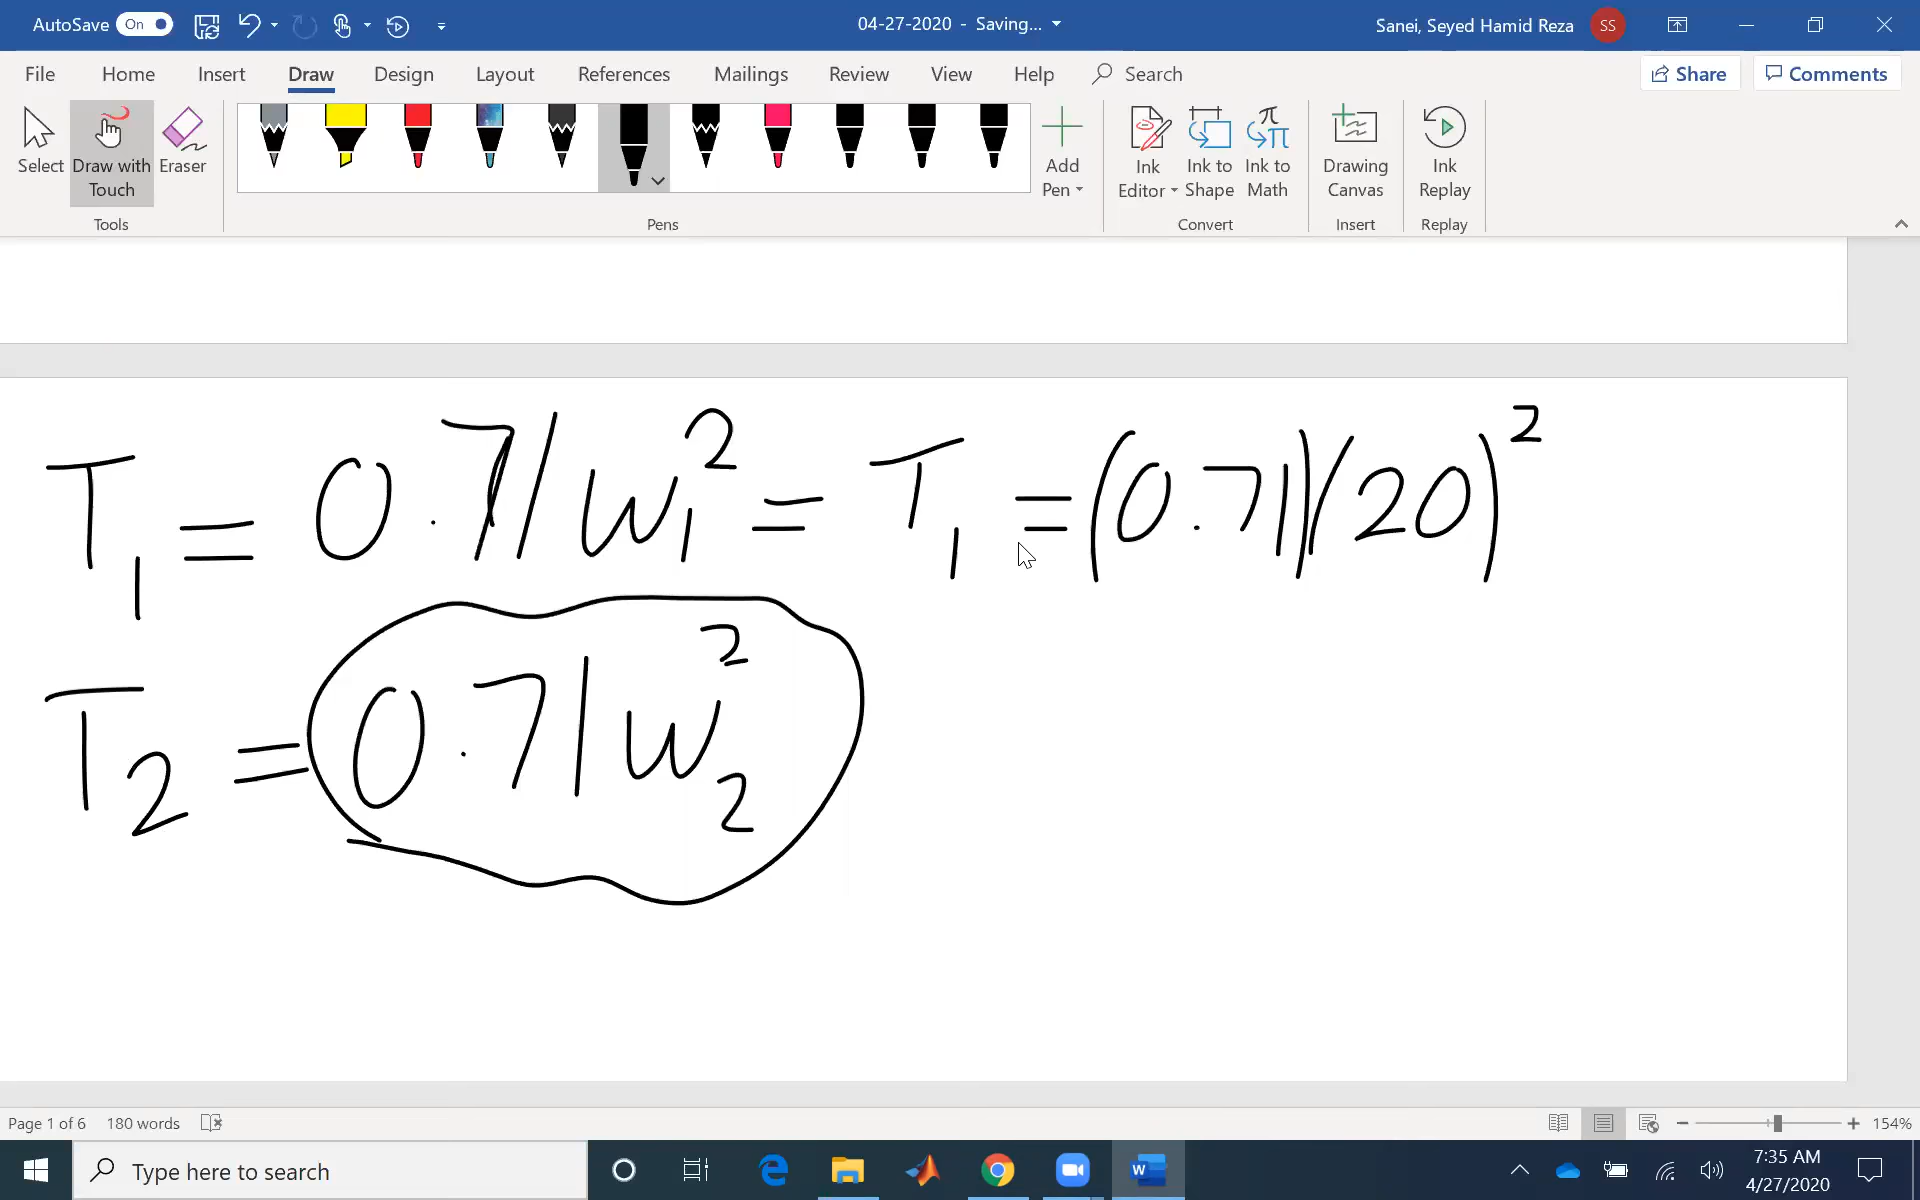 AutoSave On 04-27-2020 - Saving... Sanei, Seyed Hamid Reza SS
File Home Insert Draw Design Layout References Mailings Review View Help Search Share Comments
Select Draw with Touch Eraser Add Pen Ink Editor Ink to Shape Ink to Math Drawing Canvas Ink Replay
Tools Pens Convert Insert Replay
T₁ = 0.71 w₁² = T₁ = (0.71)(20)²
T₂ = 0.71 w₂²
Page 1 of 6 180 words 154%
Type here to search 7:35 AM
4/27/2020